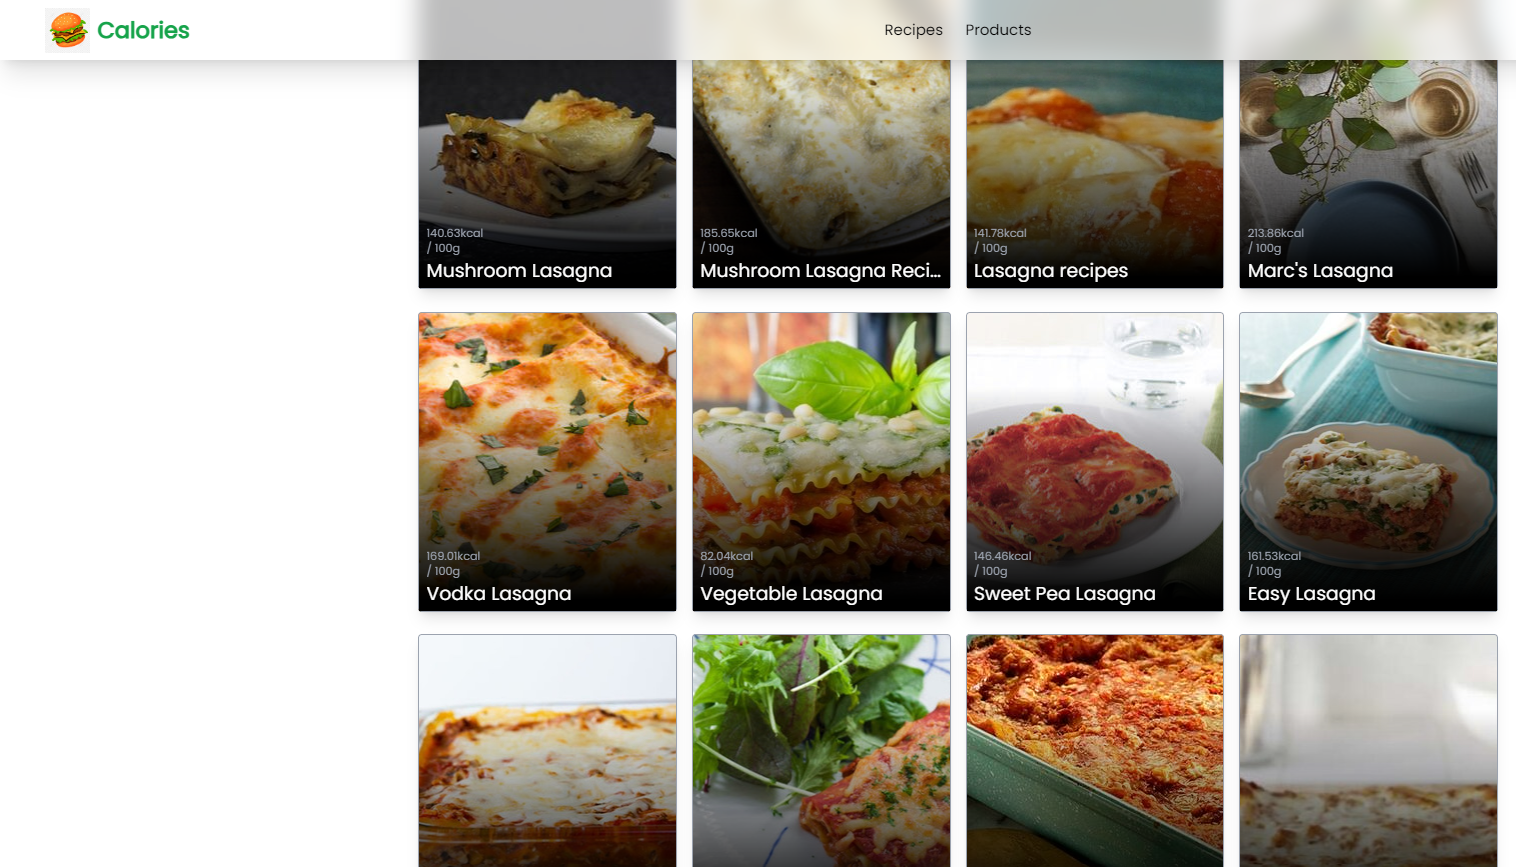 Calories
Recipes
Products
140.63kcal
/ 100g
Mushroom Lasagna
185.65kcal
/ 100g
Mushroom Lasagna Reci...
141.78kcal
/ 100g
Lasagna recipes
213.86kcal
/ 100g
Marc's Lasagna
169.01kcal
/ 100g
Vodka Lasagna
82.04kcal
/ 100g
Vegetable Lasagna
146.46kcal
/ 100g
Sweet Pea Lasagna
161.53kcal
/ 100g
Easy Lasagna